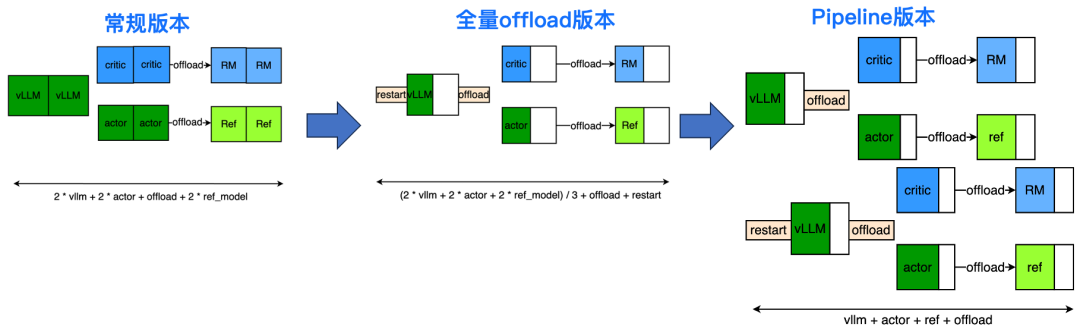 常规版本
critic critic offload RM RM
vLLM vLLM
actor actor offload Ref Ref
2 * vllm + 2 * actor + offload + 2 * ref_model
全量offload版本
critic offload RM
restart vLLM offload
actor offload Ref
(2 * vllm + 2 * actor + 2 * ref_model) / 3 + offload + restart
Pipeline版本
critic offload RM
vLLM offload
actor offload ref
critic offload RM
restart vLLM offload
actor offload ref
vllm + actor + ref + offload